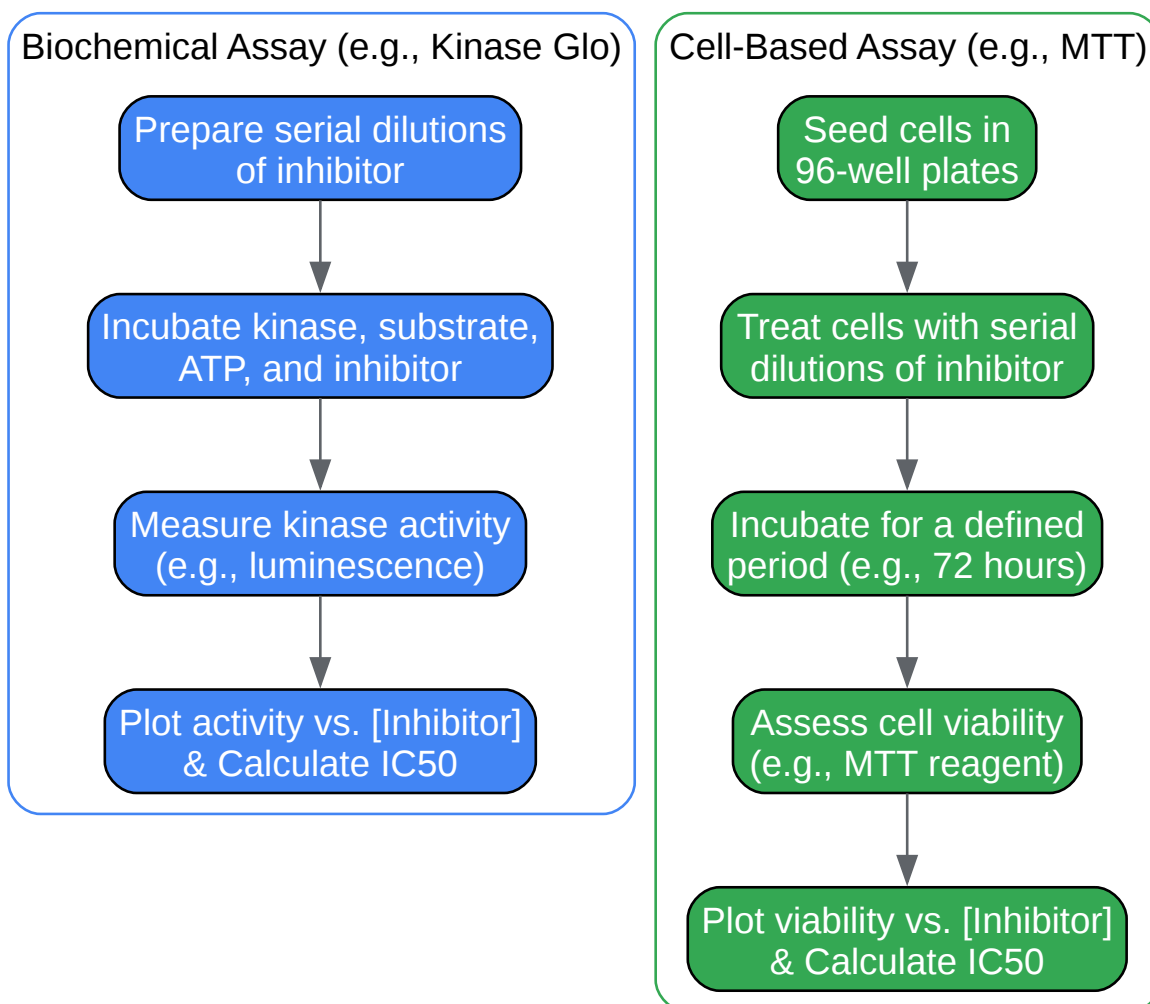 Biochemical Assay (e.g., Kinase Glo)
Prepare serial dilutions
of inhibitor
Incubate kinase, substrate,
ATP, and inhibitor
Measure kinase activity
(e.g., luminescence)
Plot activity vs. [Inhibitor]
& Calculate IC50
Cell-Based Assay (e.g., MTT)
Seed cells in
96-well plates
Treat cells with serial
dilutions of inhibitor
Incubate for a defined
period (e.g., 72 hours)
Assess cell viability
(e.g., MTT reagent)
Plot viability vs. [Inhibitor]
& Calculate IC50